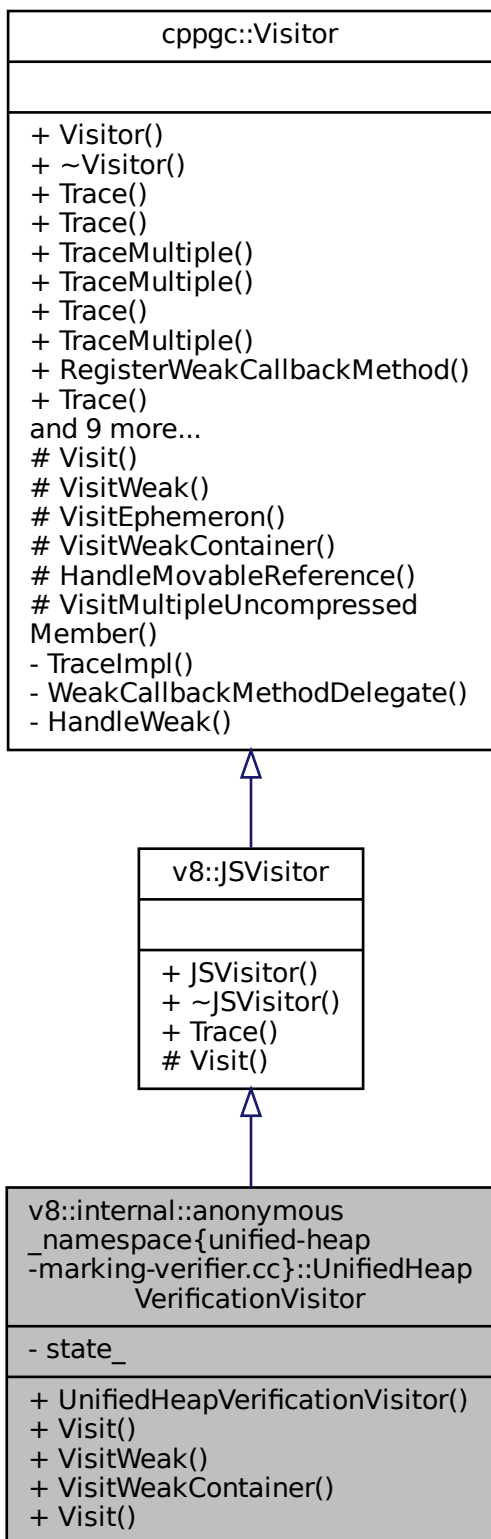 cppgc::Visitor
+ Visitor()
+ ~Visitor()
+ Trace()
+ Trace()
+ TraceMultiple()
+ TraceMultiple()
+ Trace()
+ TraceMultiple()
+ RegisterWeakCallbackMethod()
+ Trace()
and 9 more...
# Visit()
# VisitWeak()
# VisitEphemeron()
# VisitWeakContainer()
# HandleMovableReference()
# VisitMultipleUncompressed
Member()
- TraceImpl()
- WeakCallbackMethodDelegate()
- HandleWeak()
v8::JSVisitor
+ JSVisitor()
+ ~JSVisitor()
+ Trace()
# Visit()
v8::internal::anonymous
_namespace{unified-heap
-marking-verifier.cc}::UnifiedHeap
VerificationVisitor
- state_
+ UnifiedHeapVerificationVisitor()
+ Visit()
+ VisitWeak()
+ VisitWeakContainer()
+ Visit()